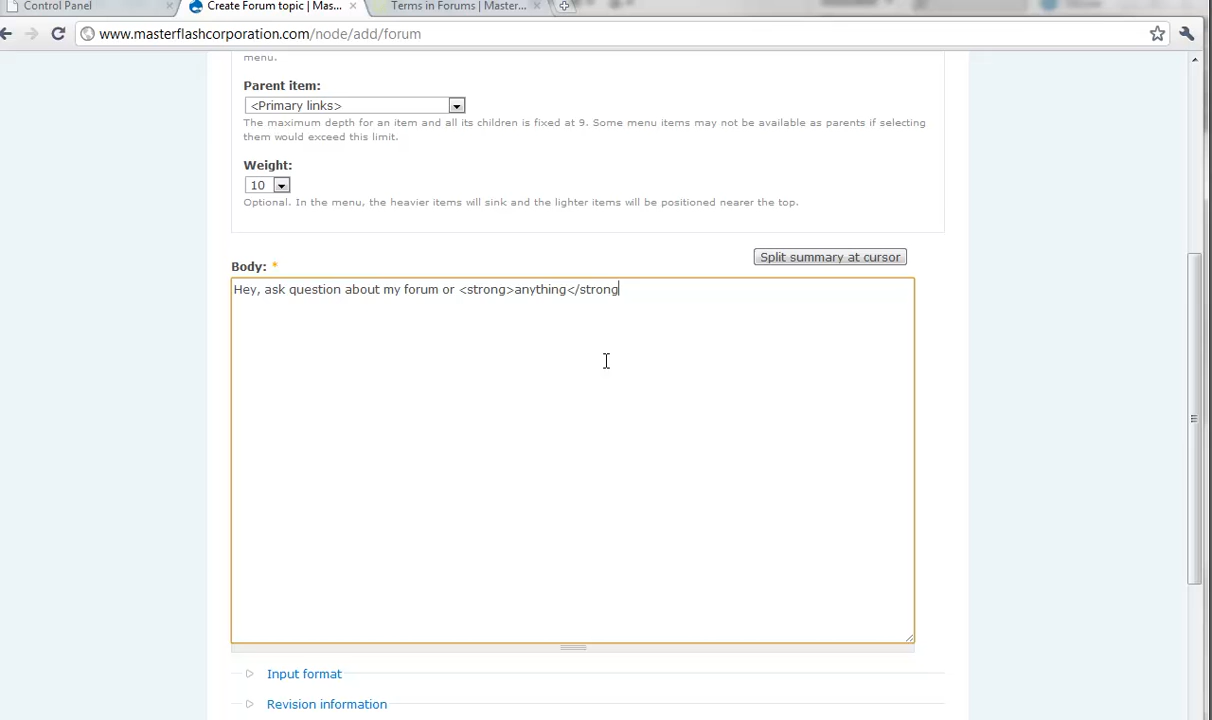 Control Panel
Create Forum topic | Mas...
Terms in Forums | Master...
www.masterflashcorporation.com/node/add/forum
menu.
Parent item:
<Primary links>
The maximum depth for an item and all its children is fixed at 9. Some menu items may not be available as parents if selecting
them would exceed this limit.
Weight:
10
Optional. In the menu, the heavier items will sink and the lighter items will be positioned nearer the top.
Split summary at cursor
Body: *
Hey, ask question about my forum or <strong>anything</strong
Input format
Revision information